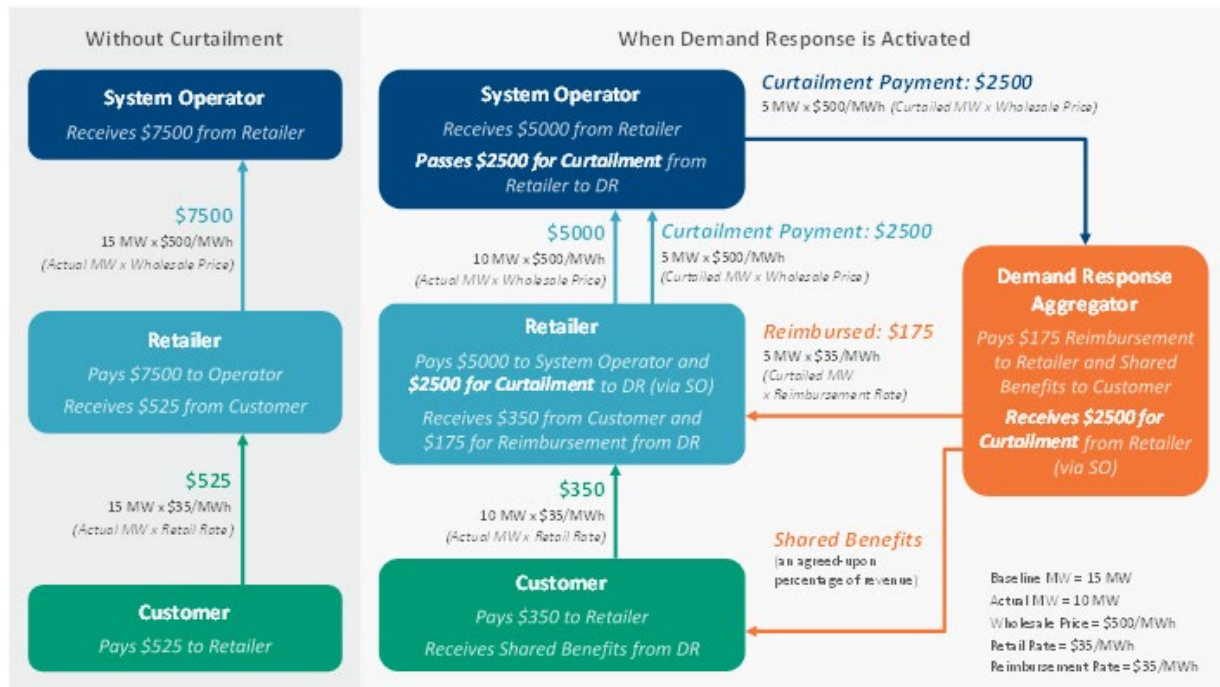 Without Curtailment
System Operator
Receives $7500 from Retailer
$7500
15 MW x $500/MWh
(Actual MW x Wholesale Price)
Retailer
Pays $7500 to Operator
Receives $525 from Customer
$525
15 MW x $35/MWh
(Actual MW x Retail Rate)
Customer
Pays $525 to Retailer
When Demand Response is Activated
System Operator
Receives $5000 from Retailer
Passes $2500 for Curtailment from
Retailer to DR
Curtailment Payment: $2500
5 MW x $500/MWh (Curtailed MW x Wholesale Price)
$5000
10 MW x $500/MWh
(Actual MW x Wholesale Price)
Curtailment Payment: $2500
5 MW x $500/MWh
(Curtailed MW x Wholesale Price)
Retailer
Pays $5000 to System Operator and
$2500 for Curtailment to DR (via SO)
Receives $350 from Customer and
$175 for Reimbursement from DR
Reimbursed: $175
5 MW x $35/MWh
(Curtailed MW
x Reimbursement Rate)
Demand Response
Aggregator
Pays $175 Reimbursement
to Retailer and Shared
Benefits to Customer
Receives $2500 for
Curtailment from Retailer
(via SO)
$350
10 MW x $35/MWh
(Actual MW x Retail Rate)
Shared Benefits
(an agreed-upon
percentage of revenue)
Customer
Pays $350 to Retailer
Receives Shared Benefits from DR
Baseline MW = 15 MW
Actual MW = 10 MW
Wholesale Price = $500/MWh
Retail Rate = $35/MWh
Reimbursement Rate = $35/MWh